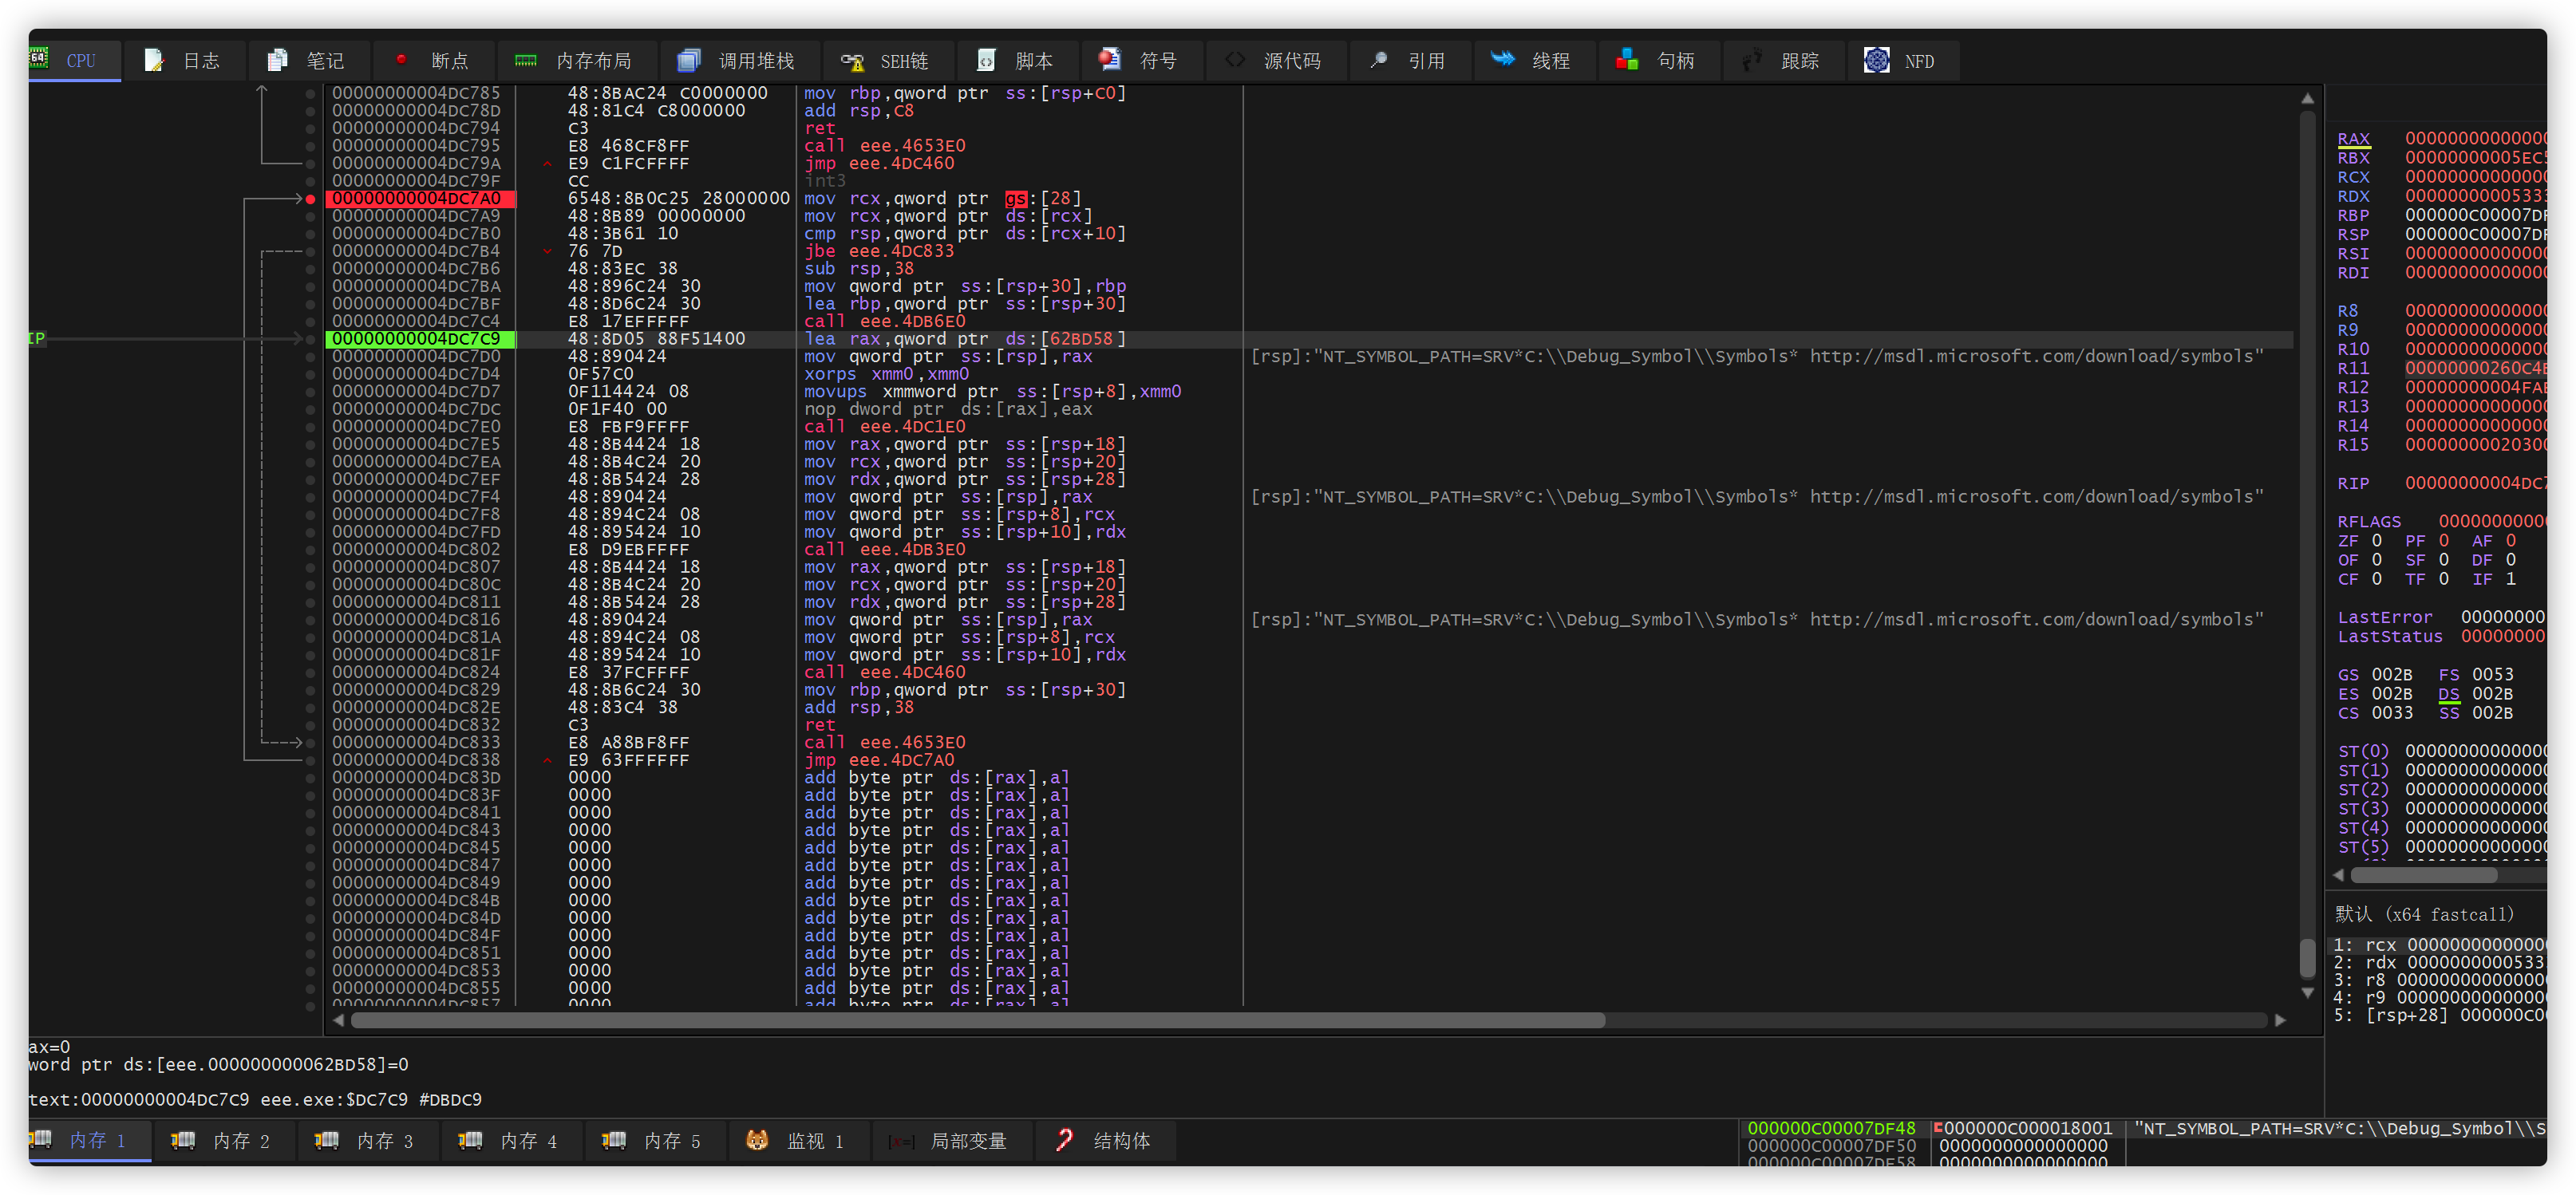 CPU 日志 笔记 断点 内存布局 调用堆栈 SEH链 脚本 符号 源代码 引用 线程 句柄 跟踪 NFD
00000000004DC785 48:8BAC24 C0000000 mov rbp,qword ptr ss:[rsp+C0]
00000000004DC78D 48:81C4 C8000000 add rsp,C8
00000000004DC794 C3 ret
00000000004DC795 E8 468CF8FF call eee.4653E0
00000000004DC79A E9 C1FCFFFF jmp eee.4DC460
00000000004DC79F CC int3
00000000004DC7A0 6548:8B0C25 28000000 mov rcx,qword ptr gs:[28]
00000000004DC7A9 48:8B89 00000000 mov rcx,qword ptr ds:[rcx]
00000000004DC7B0 48:3B61 10 cmp rsp,qword ptr ds:[rcx+10]
00000000004DC7B4 76 7D jbe eee.4DC833
00000000004DC7B6 48:83EC 38 sub rsp,38
00000000004DC7BA 48:896C24 30 mov qword ptr ss:[rsp+30],rbp
00000000004DC7BF 48:8D6C24 30 lea rbp,qword ptr ss:[rsp+30]
00000000004DC7C4 E8 17EFFFFF call eee.4DB6E0
IP 00000000004DC7C9 48:8D05 88F51400 lea rax,qword ptr ds:[62BD58]
00000000004DC7D0 48:890424 mov qword ptr ss:[rsp],rax [rsp]:"NT_SYMBOL_PATH=SRV*C:\\Debug_Symbol\\Symbols* http://msdl.microsoft.com/download/symbols"
00000000004DC7D4 0F57C0 xorps xmm0,xmm0
00000000004DC7D7 0F114424 08 movups xmmword ptr ss:[rsp+8],xmm0
00000000004DC7DC 0F1F40 00 nop dword ptr ds:[rax],eax
00000000004DC7E0 E8 FBF9FFFF call eee.4DC1E0
00000000004DC7E5 48:8B4424 18 mov rax,qword ptr ss:[rsp+18]
00000000004DC7EA 48:8B4C24 20 mov rcx,qword ptr ss:[rsp+20]
00000000004DC7EF 48:8B5424 28 mov rdx,qword ptr ss:[rsp+28]
00000000004DC7F4 48:890424 mov qword ptr ss:[rsp],rax [rsp]:"NT_SYMBOL_PATH=SRV*C:\\Debug_Symbol\\Symbols* http://msdl.microsoft.com/download/symbols"
00000000004DC7F8 48:894C24 08 mov qword ptr ss:[rsp+8],rcx
00000000004DC7FD 48:895424 10 mov qword ptr ss:[rsp+10],rdx
00000000004DC802 E8 D9EBFFFF call eee.4DB3E0
00000000004DC807 48:8B4424 18 mov rax,qword ptr ss:[rsp+18]
00000000004DC80C 48:8B4C24 20 mov rcx,qword ptr ss:[rsp+20]
00000000004DC811 48:8B5424 28 mov rdx,qword ptr ss:[rsp+28]
00000000004DC816 48:890424 mov qword ptr ss:[rsp],rax [rsp]:"NT_SYMBOL_PATH=SRV*C:\\Debug_Symbol\\Symbols* http://msdl.microsoft.com/download/symbols"
00000000004DC81A 48:894C24 08 mov qword ptr ss:[rsp+8],rcx
00000000004DC81F 48:895424 10 mov qword ptr ss:[rsp+10],rdx
00000000004DC824 E8 37FCFFFF call eee.4DC460
00000000004DC829 48:8B6C24 30 mov rbp,qword ptr ss:[rsp+30]
00000000004DC82E 48:83C4 38 add rsp,38
00000000004DC832 C3 ret
00000000004DC833 E8 A88BF8FF call eee.4653E0
00000000004DC838 E9 63FFFFFF jmp eee.4DC7A0
00000000004DC83D 0000 add byte ptr ds:[rax],al
00000000004DC83F 0000 add byte ptr ds:[rax],al
00000000004DC841 0000 add byte ptr ds:[rax],al
00000000004DC843 0000 add byte ptr ds:[rax],al
00000000004DC845 0000 add byte ptr ds:[rax],al
00000000004DC847 0000 add byte ptr ds:[rax],al
00000000004DC849 0000 add byte ptr ds:[rax],al
00000000004DC84B 0000 add byte ptr ds:[rax],al
00000000004DC84D 0000 add byte ptr ds:[rax],al
00000000004DC84F 0000 add byte ptr ds:[rax],al
00000000004DC851 0000 add byte ptr ds:[rax],al
00000000004DC853 0000 add byte ptr ds:[rax],al
00000000004DC855 0000 add byte ptr ds:[rax],al
00000000004DC857 0000 add byte ptr ds:[rax],al
RAX 0000000000000
RBX 00000000005EC5
RCX 0000000000000
RDX 00000000005333
RBP 000000C00007DF
RSP 000000C00007DF
RSI 0000000000000
RDI 0000000000000
R8 0000000000000
R9 0000000000000
R10 0000000000000
R11 00000000260C4E
R12 00000000004FAE
R13 0000000000000
R14 0000000000000
R15 00000000020300
RIP 00000000004DC7
RFLAGS 00000000000
ZF 0 PF 0 AF 0
OF 0 SF 0 DF 0
CF 0 TF 0 IF 1
LastError 00000000
LastStatus 00000000
GS 002B FS 0053
ES 002B DS 002B
CS 0033 SS 002B
ST(0) 0000000000000
ST(1) 0000000000000
ST(2) 0000000000000
ST(3) 0000000000000
ST(4) 0000000000000
ST(5) 0000000000000
默认 (x64 fastcall)
1: rcx 0000000000000
2: rdx 0000000000533
3: r8 00000000000000
4: r9 00000000000000
5: [rsp+28] 000000C0
ax=0
word ptr ds:[eee.000000000062BD58]=0
text:00000000004DC7C9 eee.exe:$DC7C9 #DBDC9
内存 1 内存 2 内存 3 内存 4 内存 5 监视 1 [x=] 局部变量 结构体
000000C00007DF48 000000C000018001 "NT_SYMBOL_PATH=SRV*C:\\Debug_Symbol\\S
000000C00007DF50 0000000000000000
000000C00007DF58 0000000000000000